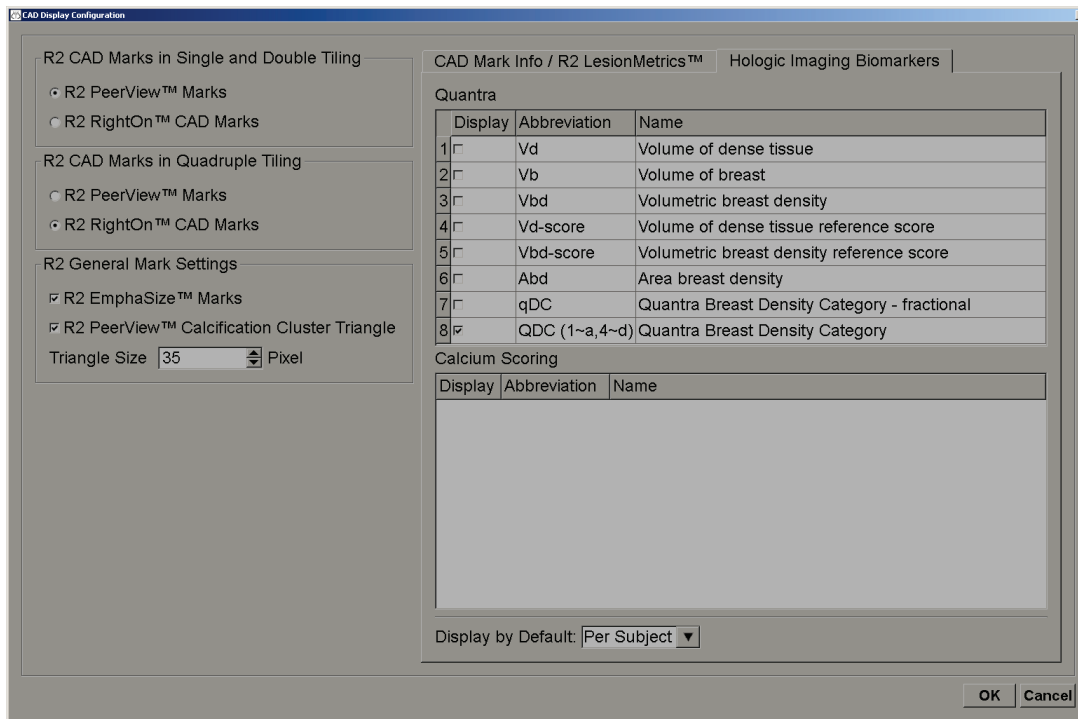 CAD Display Configuration
R2 CAD Marks in Single and Double Tiling
R2 PeerView™ Marks
R2 RightOn™ CAD Marks
R2 CAD Marks in Quadruple Tiling
R2 PeerView™ Marks
R2 RightOn™ CAD Marks
R2 General Mark Settings
R2 EmphaSize™ Marks
R2 PeerView™ Calcification Cluster Triangle
Triangle Size 35 Pixel
CAD Mark Info / R2 LesionMetrics™ Hologic Imaging Biomarkers
Quantra
Display Abbreviation Name
1 Vd Volume of dense tissue
2 Vb Volume of breast
3 Vbd Volumetric breast density
4 Vd-score Volume of dense tissue reference score
5 Vbd-score Volumetric breast density reference score
6 Abd Area breast density
7 qDC Quantra Breast Density Category - fractional
8 QDC (1~a,4~d) Quantra Breast Density Category
Calcium Scoring
Display Abbreviation Name
Display by Default: Per Subject
OK Cancel